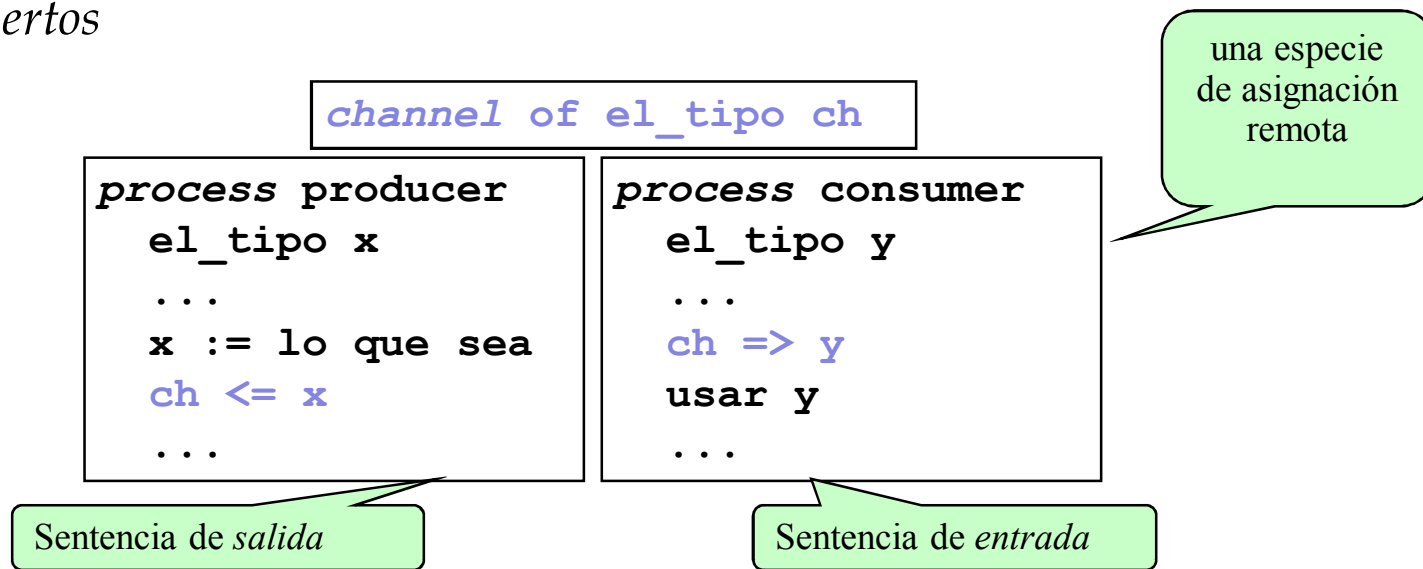 ertos
una especie
de asignación
remota
channel of el_tipo ch
process producer
el_tipo x
...
x := lo que sea
ch <= x
...
process consumer
el_tipo y
...
ch => y
usar y
...
Sentencia de salida
Sentencia de entrada